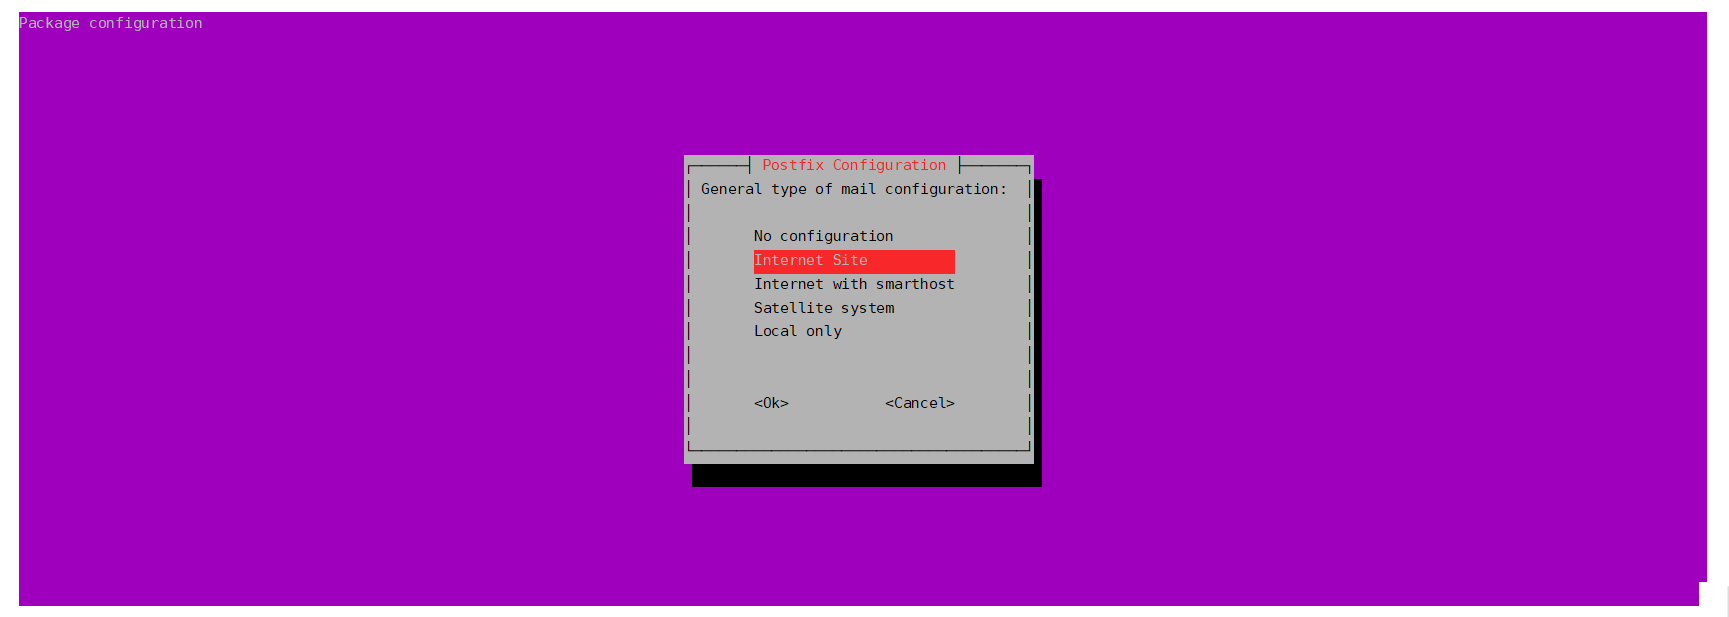 Package configuration
Postfix Configuration
General type of mail configuration:
No configuration
Internet Site
Internet with smarthost
Satellite system
Local only
<Ok> <Cancel>